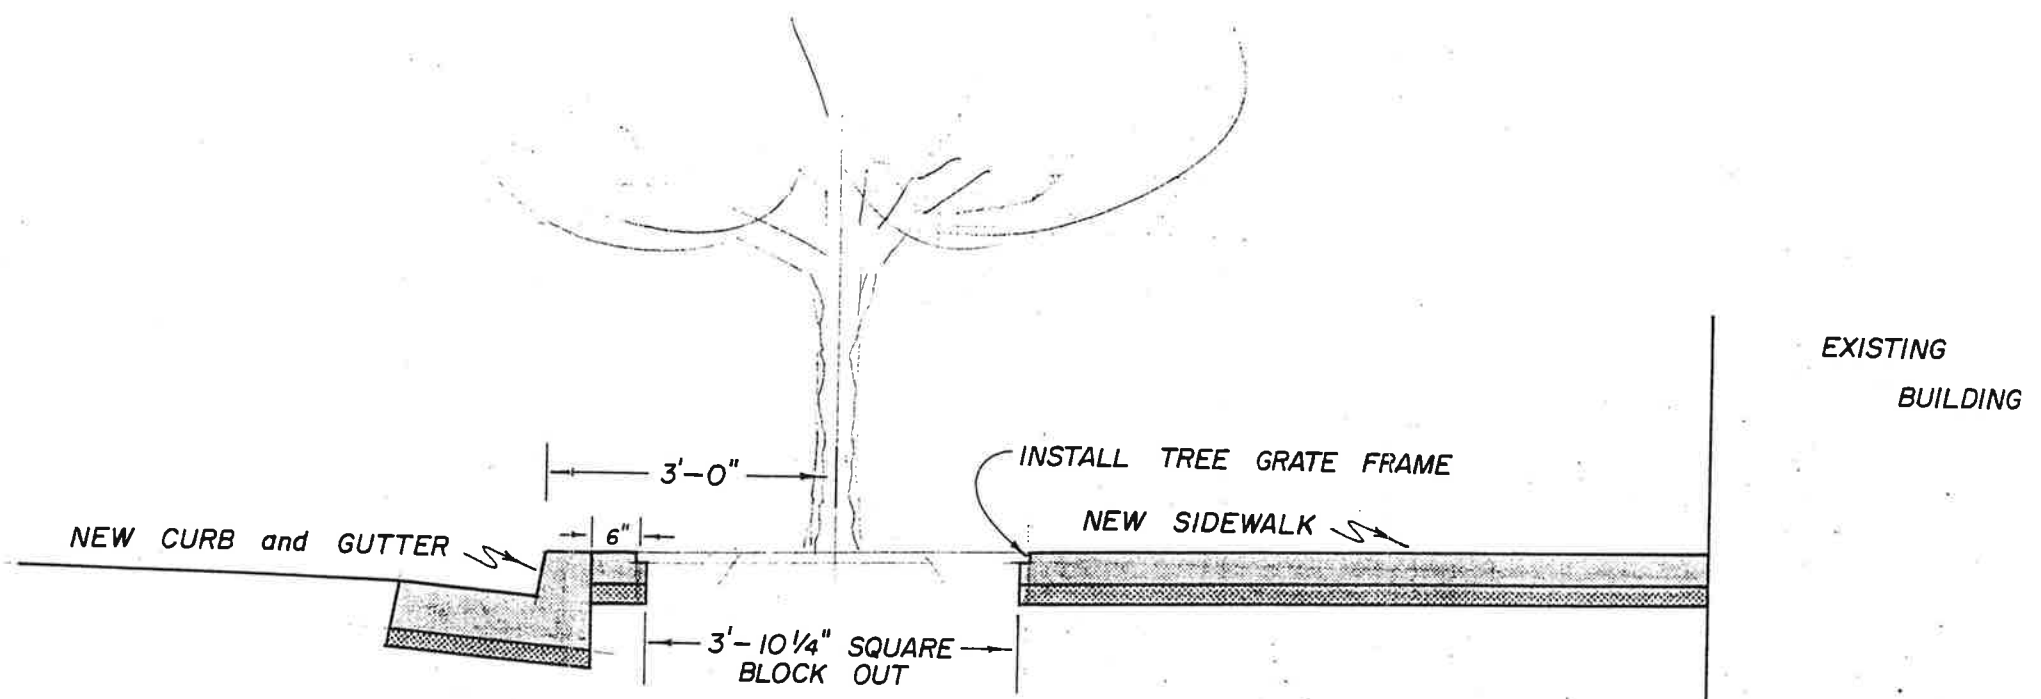 EXISTING
BUILDING
INSTALL TREE GRATE FRAME
3'-0"
NEW SIDEWALK
6"
NEW CURB and GUTTER
3'-10 1/4" SQUARE
BLOCK OUT